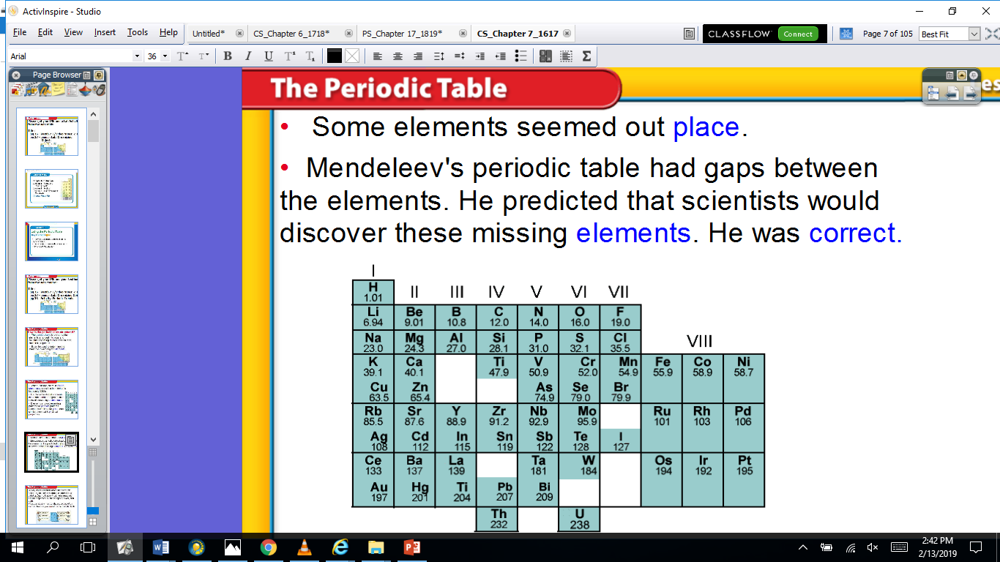 ActivInspire - Studio
File Edit View Insert Tools Help Untitled* CS_Chapter 6_1718* PS_Chapter 17_1819* CS_Chapter 7_1617 CLASSFLOW Connect Page 7 of 105 Best Fit
Arial 36 B I U
Page Browser
The Periodic Table
• Some elements seemed out place.
• Mendeleev's periodic table had gaps between
the elements. He predicted that scientists would
discover these missing elements. He was correct.
I
H II III IV V VI VII
1.01
Li Be B C N O F
6.94 9.01 10.8 12.0 14.0 16.0 19.0
Na Mg Al Si P S Cl VIII
23.0 24.3 27.0 28.1 31.0 32.1 35.5
K Ca Ti V Cr Mn Fe Co Ni
39.1 40.1 47.9 50.9 52.0 54.9 55.9 58.9 58.7
Cu Zn As Se Br
63.5 65.4 74.9 79.0 79.9
Rb Sr Y Zr Nb Mo Ru Rh Pd
85.5 87.6 88.9 91.2 92.9 95.9 101 103 106
Ag Cd In Sn Sb Te I
108 112 115 119 122 128 127
Ce Ba La Ta W Os Ir Pt
133 137 139 181 184 194 192 195
Au Hg Ti Pb Bi
197 201 204 207 209
Th U
232 238
2:42 PM
2/13/2019